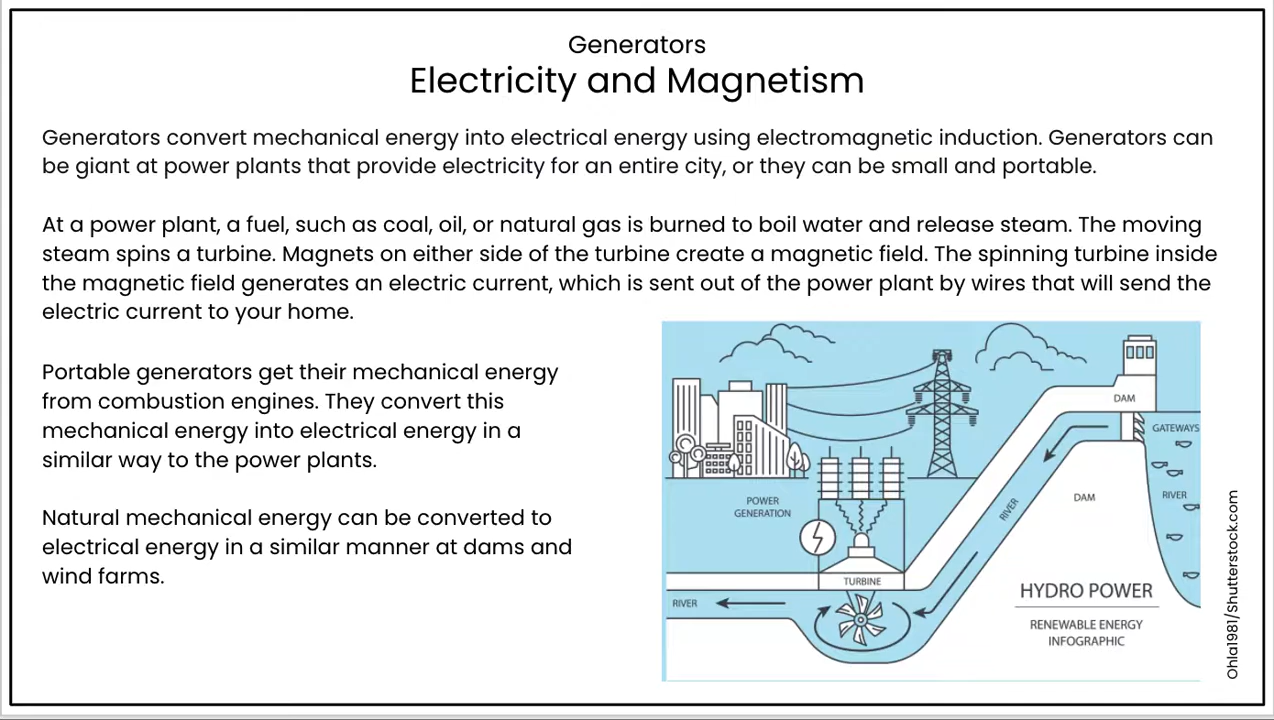 Generators
Electricity and Magnetism
Generators convert mechanical energy into electrical energy using electromagnetic induction. Generators can
be giant at power plants that provide electricity for an entire city, or they can be small and portable.
At a power plant, a fuel, such as coal, oil, or natural gas is burned to boil water and release steam. The moving
steam spins a turbine. Magnets on either side of the turbine create a magnetic field. The spinning turbine inside
the magnetic field generates an electric current, which is sent out of the power plant by wires that will send the
electric current to your home.
Portable generators get their mechanical energy
from combustion engines. They convert this
mechanical energy into electrical energy in a
similar way to the power plants.
Natural mechanical energy can be converted to
electrical energy in a similar manner at dams and
wind farms.
DAM
GATEWAYS
POWER
GENERATION
RIVER
DAM
RIVER
TURBINE
RIVER
HYDRO POWER
RENEWABLE ENERGY
INFOGRAPHIC
Ohla1981/Shutterstock.com